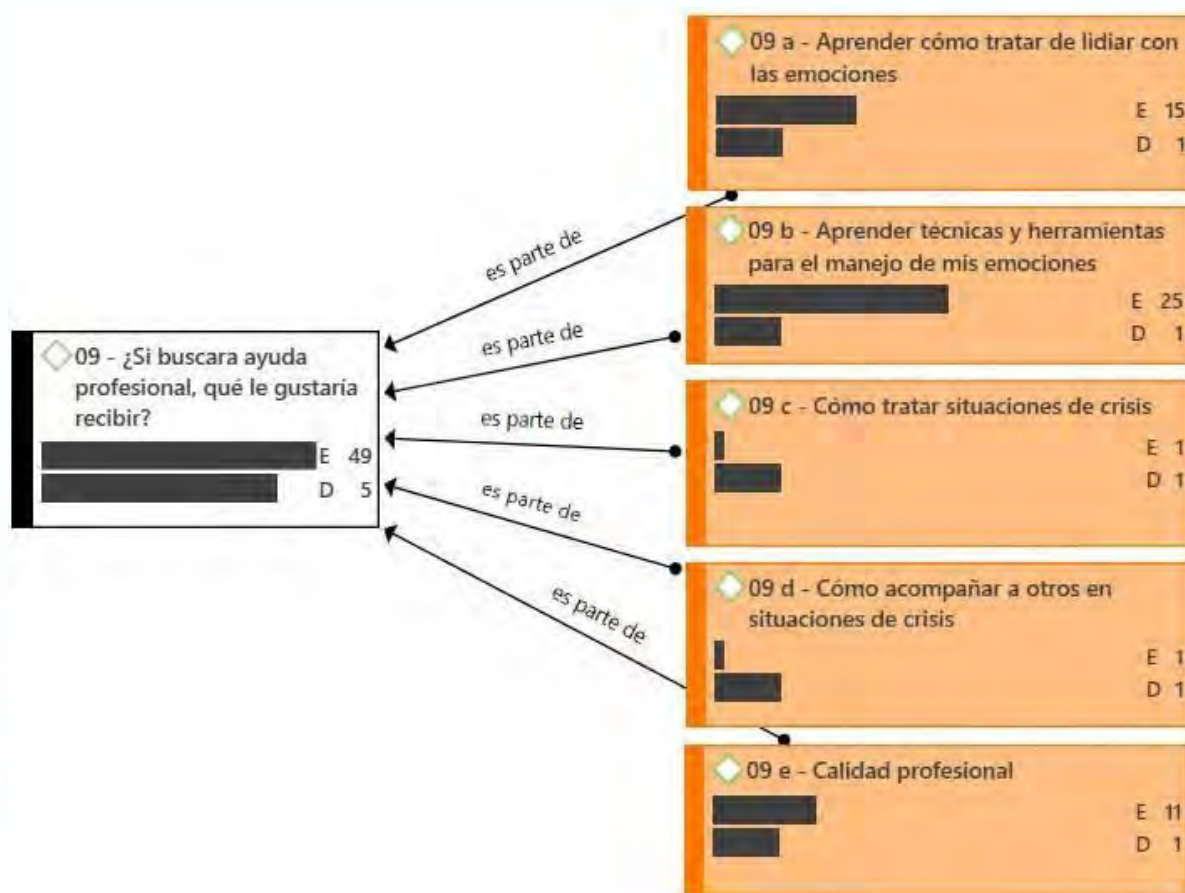 09 - ¿Si buscara ayuda
profesional, qué le gustaría
recibir?
E 49
D 5
es parte de
es parte de
es parte de
es parte de
es parte de
09 a - Aprender cómo tratar de lidiar con
las emociones
E 15
D 1
09 b - Aprender técnicas y herramientas
para el manejo de mis emociones
E 25
D 1
09 c - Cómo tratar situaciones de crisis
E 1
D 1
09 d - Cómo acompañar a otros en
situaciones de crisis
E 1
D 1
09 e - Calidad profesional
E 11
D 1